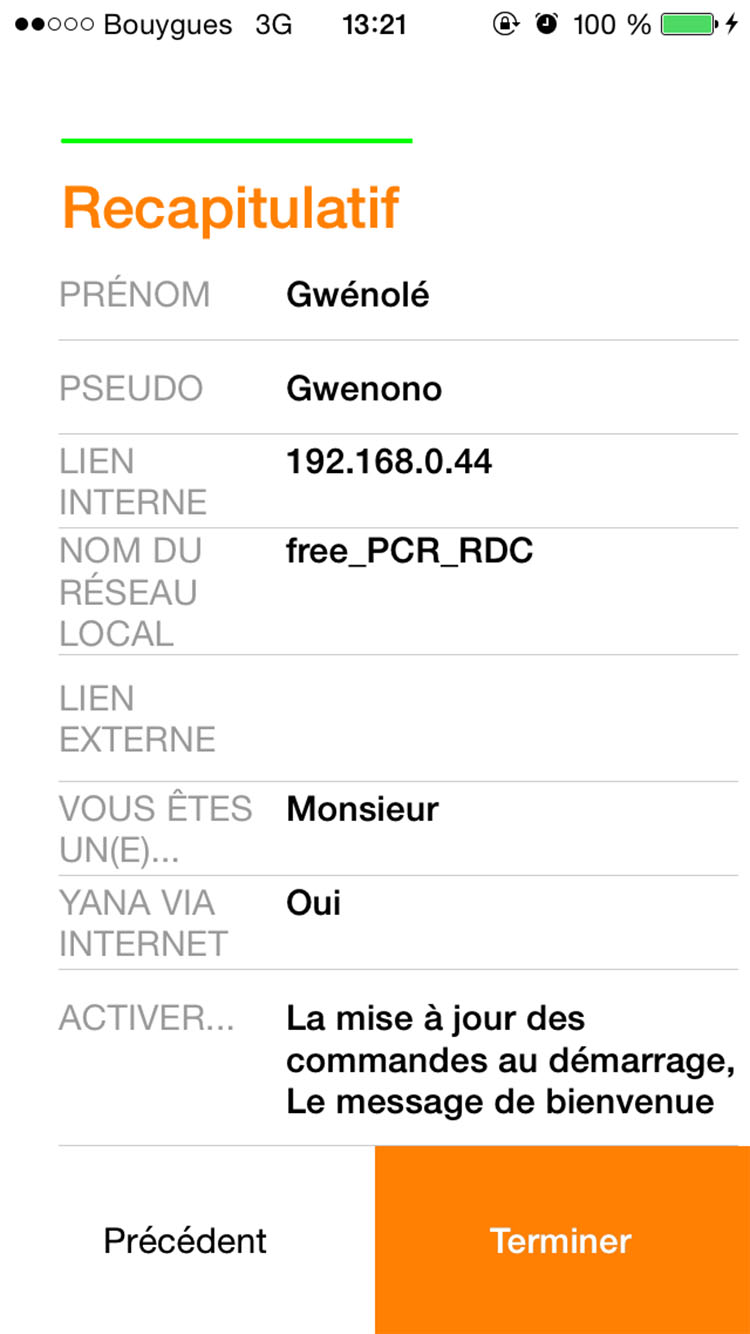 Bouygues 3G 13:21 100 %
Recapitulatif
PRÉNOM Gwénolé
PSEUDO Gwenono
LIEN 192.168.0.44
INTERNE
NOM DU free_PCR_RDC
RÉSEAU
LOCAL
LIEN
EXTERNE
VOUS ÊTES Monsieur
UN(E)...
YANA VIA Oui
INTERNET
ACTIVER... La mise à jour des
commandes au démarrage,
Le message de bienvenue
Précédent Terminer